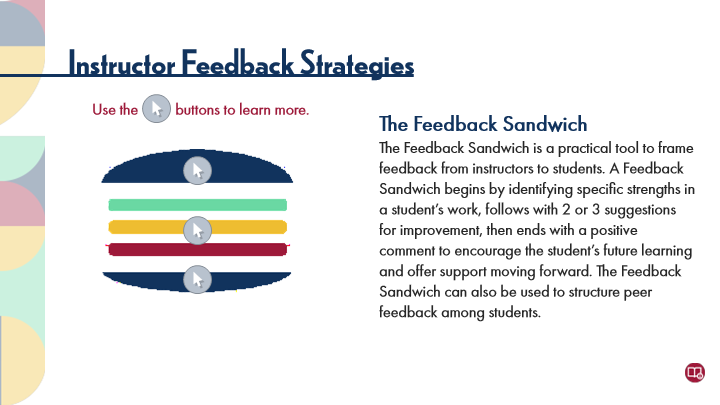 Instructor Feedback Strategies
Use the buttons to learn more.
The Feedback Sandwich
The Feedback Sandwich is a practical tool to frame
feedback from instructors to students. A Feedback
Sandwich begins by identifying specific strengths in
a student’s work, follows with 2 or 3 suggestions
for improvement, then ends with a positive
comment to encourage the student’s future learning
and offer support moving forward. The Feedback
Sandwich can also be used to structure peer
feedback among students.